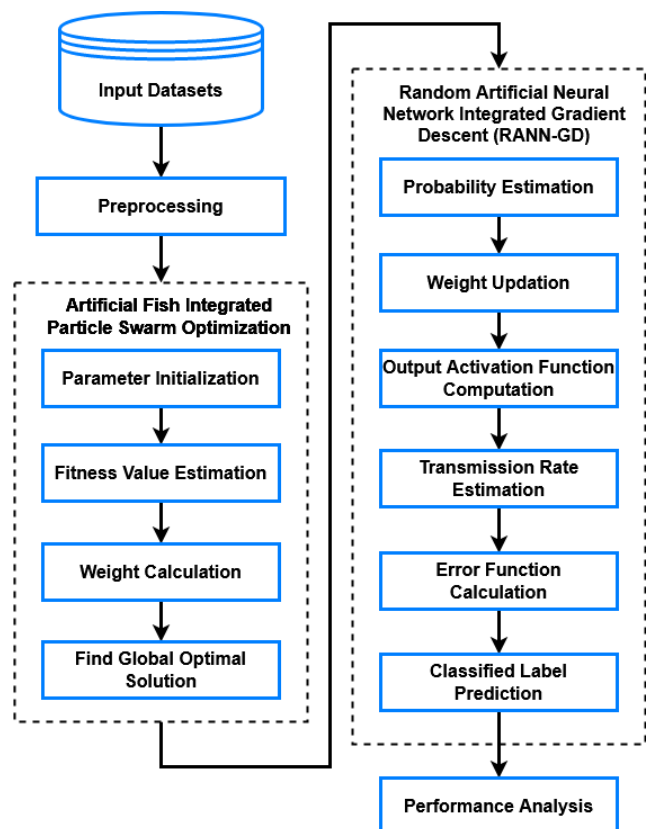 Input Datasets
Preprocessing
Artificial Fish Integrated
Particle Swarm Optimization
Parameter Initialization
Fitness Value Estimation
Weight Calculation
Find Global Optimal
Solution
Random Artificial Neural
Network Integrated Gradient
Descent (RANN-GD)
Probability Estimation
Weight Updation
Output Activation Function
Computation
Transmission Rate
Estimation
Error Function
Calculation
Classified Label
Prediction
Performance Analysis